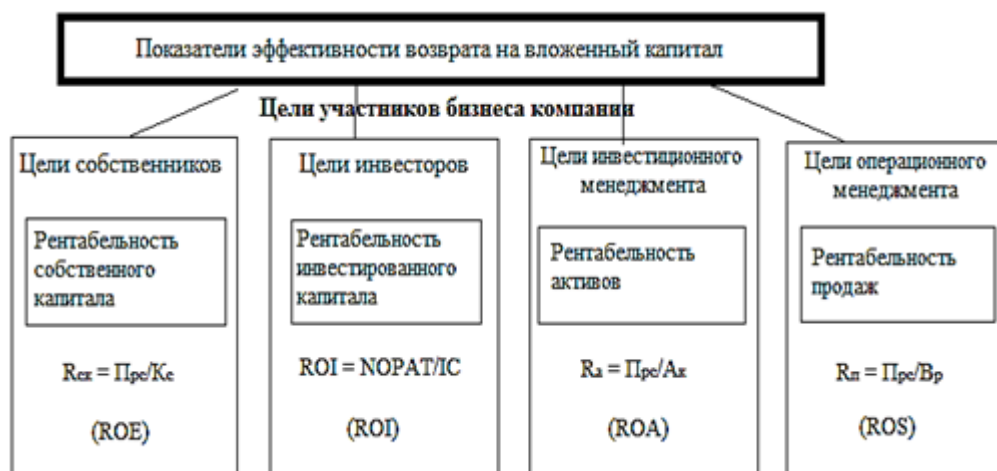 Показатели эффективности возврата на вложенный капитал
Цели участников бизнеса компании
Цели собственников
Рентабельность
собственного
капитала
Rск = Прс/Кс
(ROE)
Цели инвесторов
Рентабельность
инвестированного
капитала
ROI = NOPAT/IC
(ROI)
Цели инвестиционного
менеджмента
Рентабельность
активов
Rа = Прс/Ак
(ROA)
Цели операционного
менеджмента
Рентабельность
продаж
Rп = Прс/Вр
(ROS)